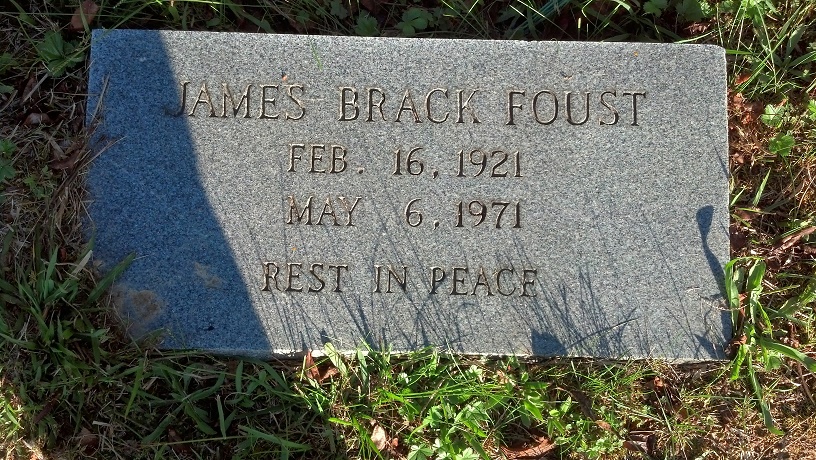 JAMES BRACK FOUST
FEB. 16, 1921
MAY 6, 1971
REST IN PEACE